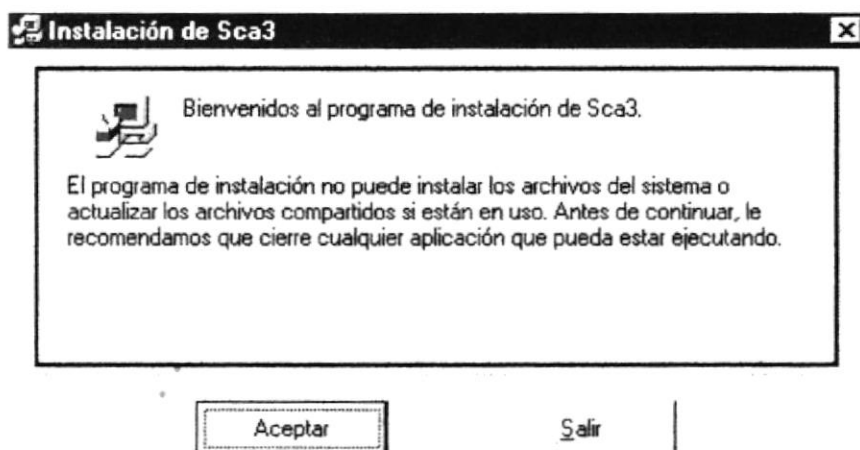 Instalación de Sca3
Bienvenidos al programa de instalación de Sca3.
El programa de instalación no puede instalar los archivos del sistema o
actualizar los archivos compartidos si están en uso. Antes de continuar, le
recomendamos que cierre cualquier aplicación que pueda estar ejecutando.
Aceptar
Salir